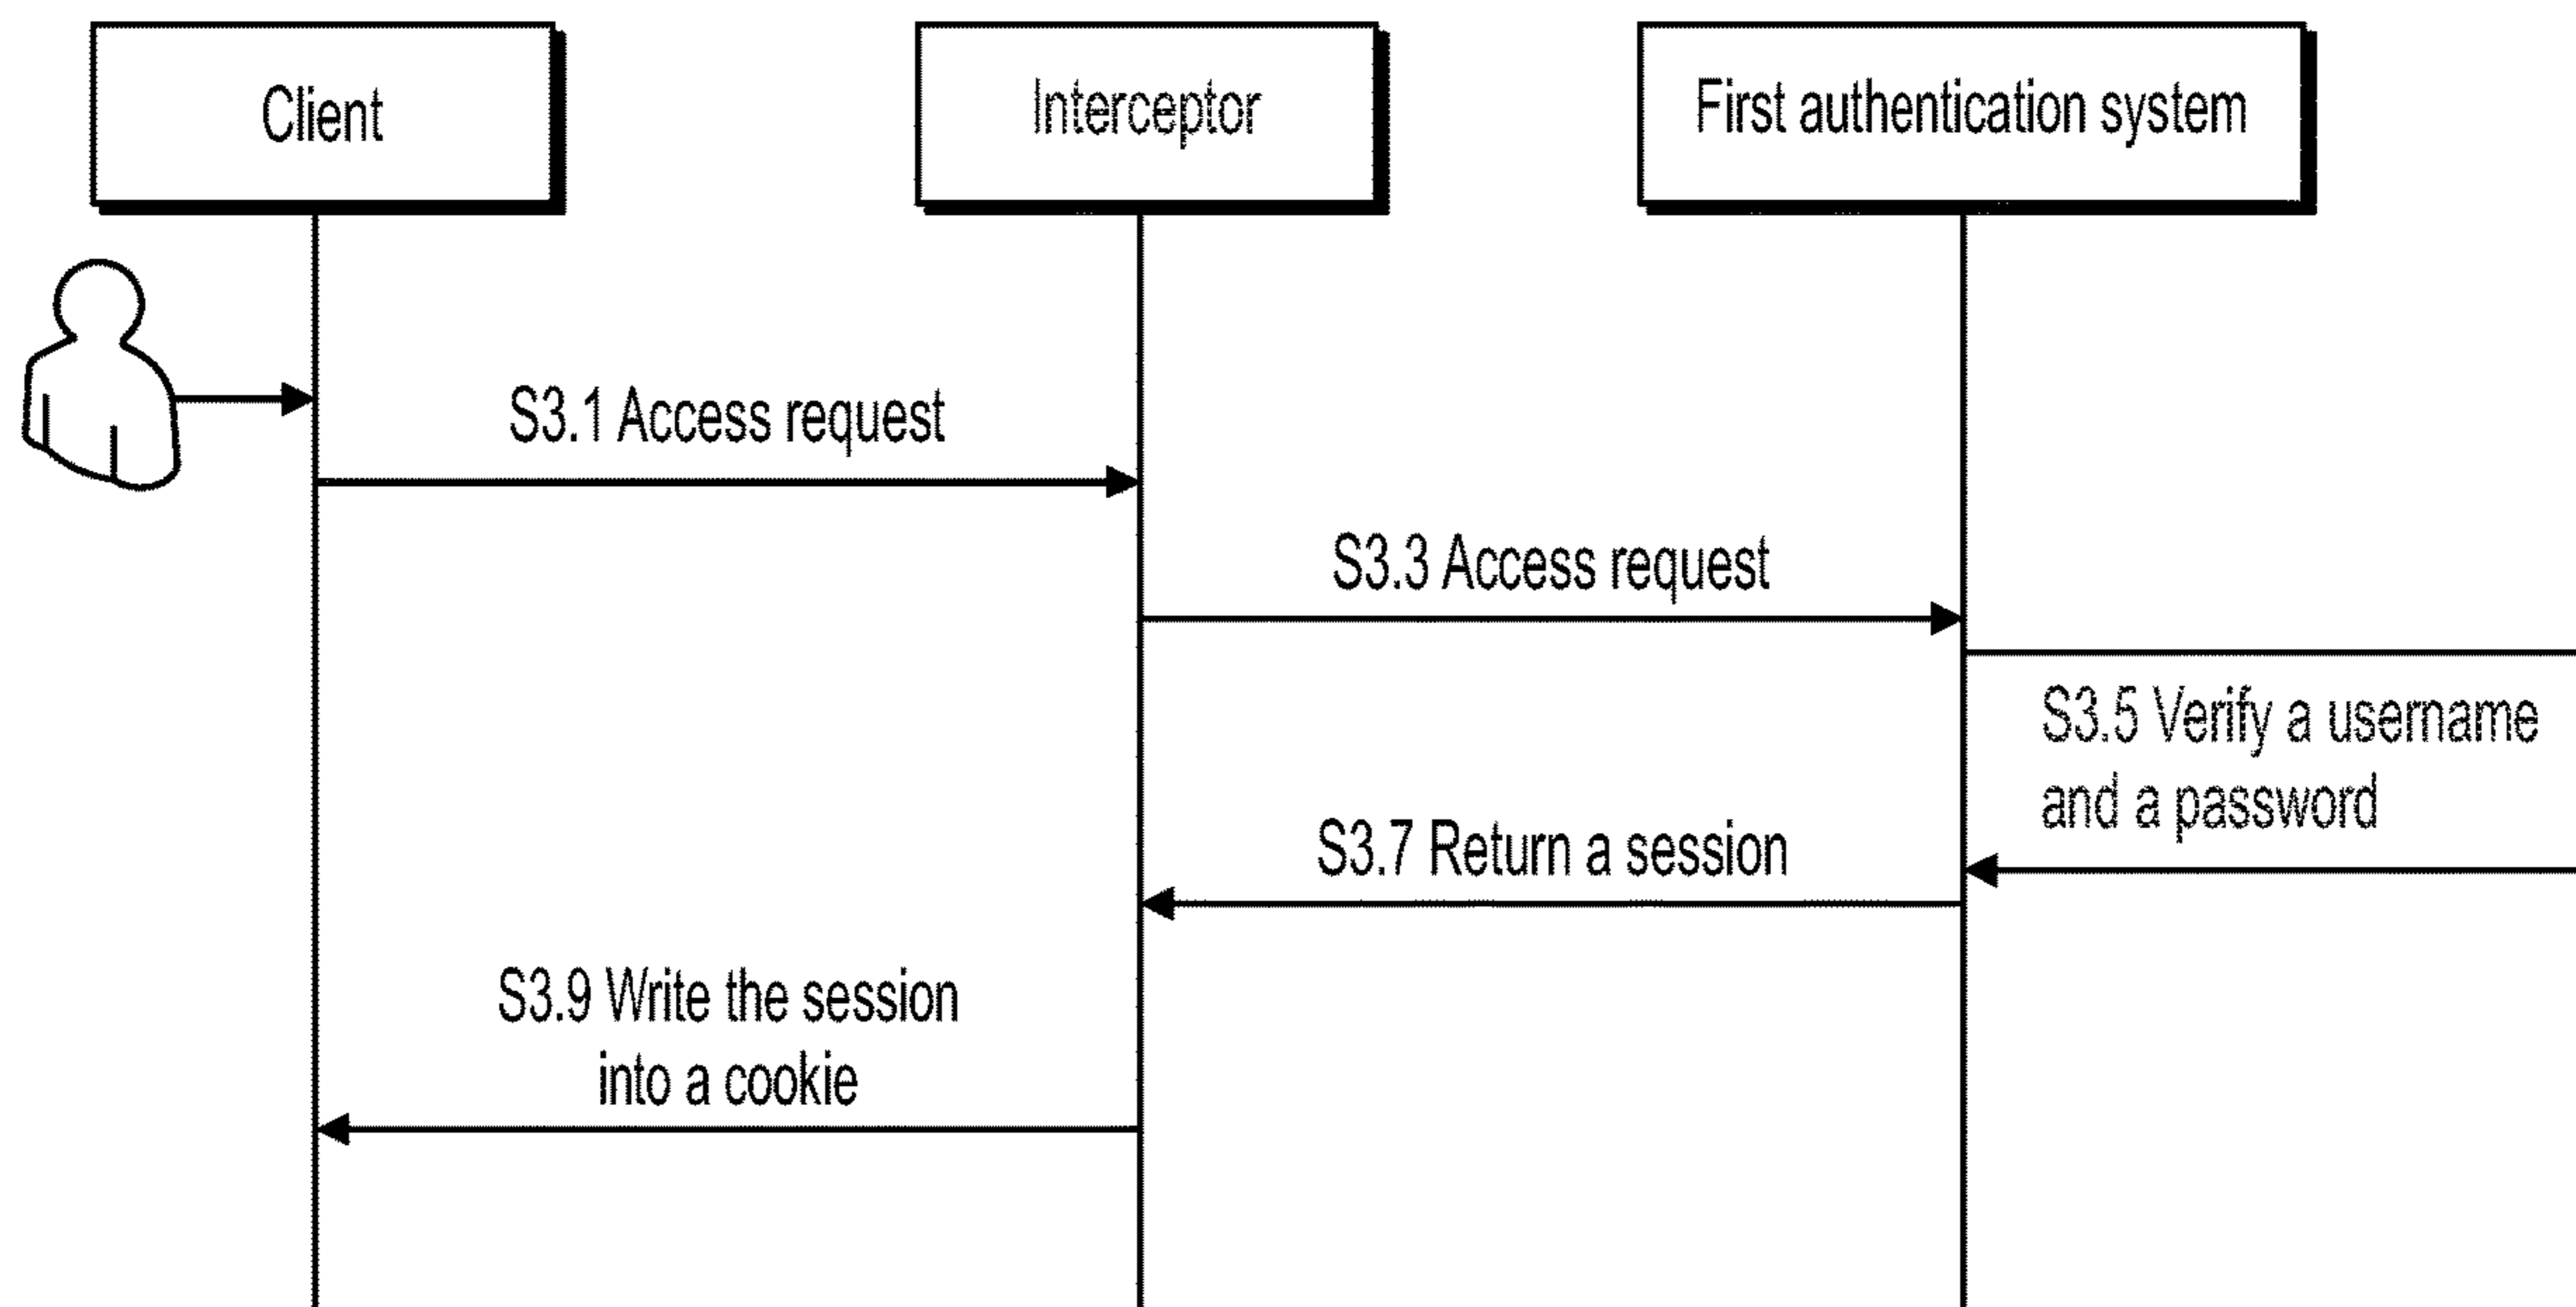 Client
Interceptor
First authentication system
S3.1 Access request
S3.3 Access request
S3.5 Verify a username
and a password
S3.7 Return a session
S3.9 Write the session
into a cookie